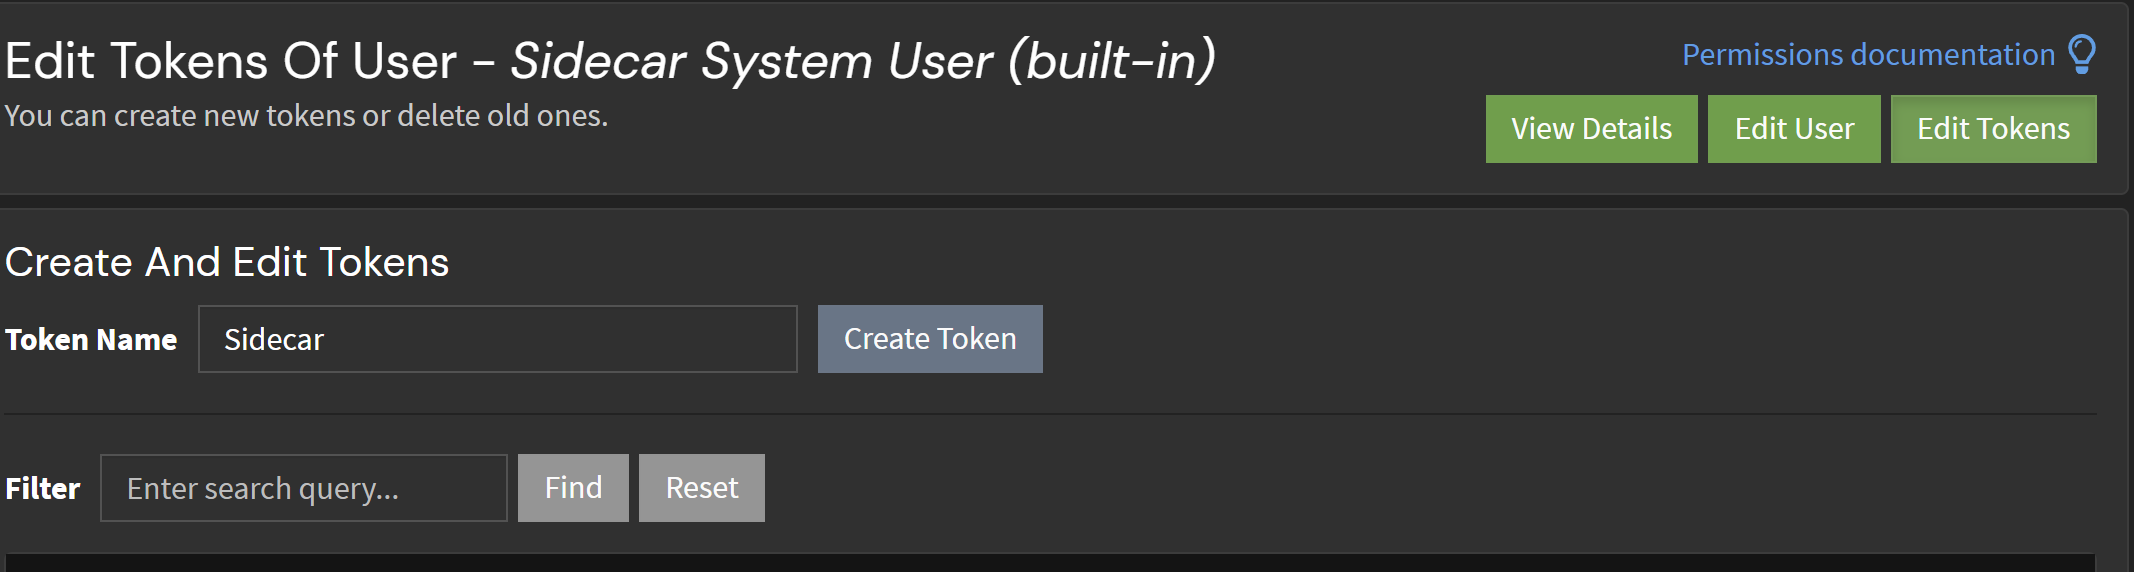 Edit Tokens Of User - Sidecar System User (built-in)
Permissions documentation
You can create new tokens or delete old ones.
View Details
Edit User
Edit Tokens
Create And Edit Tokens
Token Name
Sidecar
Create Token
Filter
Enter search query...
Find
Reset